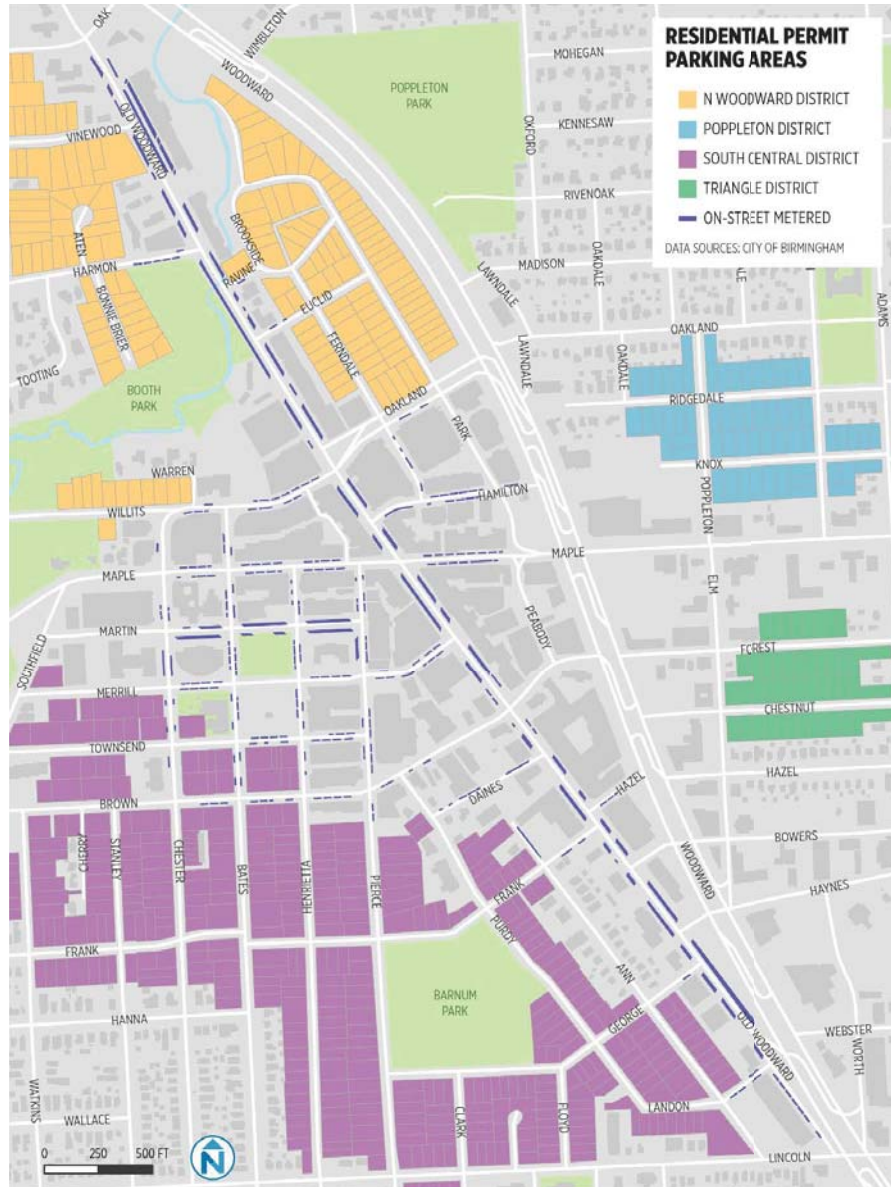 RESIDENTIAL PERMIT
PARKING AREAS
N WOODWARD DISTRICT
POPPLETON DISTRICT
SOUTH CENTRAL DISTRICT
TRIANGLE DISTRICT
ON-STREET METERED
DATA SOURCES: CITY OF BIRMINGHAM
OAK
WIMBLETON
WOODWARD
POPPLETON
PARK
MOHEGAN
OXFORD
KENNESAW
VINEWOOD
OLD WOODWARD
RIVENOAK
BROOKSIDE
ATEN
HARMON
RAVINE
OAKDALE
MADISON
LAWNDALE
ALE
ADAMS
BONNIE BRIER
EUCLID
FERNDALE
LAWNDALE
OAKLAND
OAKDALE
TOOTING
BOOTH
PARK
OAKLAND
RIDGEDALE
PARK
WARREN
KNOX
HAMILTON
POPPLETON
WILLITS
MAPLE
MAPLE
ELM
PEABODY
MARTIN
SOUTHFIELD
FOREST
MERRILL
CHESTNUT
TOWNSEND
HAZEL
DAINES
HAZEL
BROWN
BOWERS
CHERRY
STANLEY
CHESTER
BATES
HENRIETTA
PIERCE
WOODWARD
HAYNES
FRANK
PURDY
FRANK
ANN
BARNUM
PARK
HANNA
GEORGE
OLD WOODWARD
WEBSTER
WORTH
WATKINS
WALLACE
CLARK
FLOYD
LANDON
LINCOLN
0 250 500 FT
N